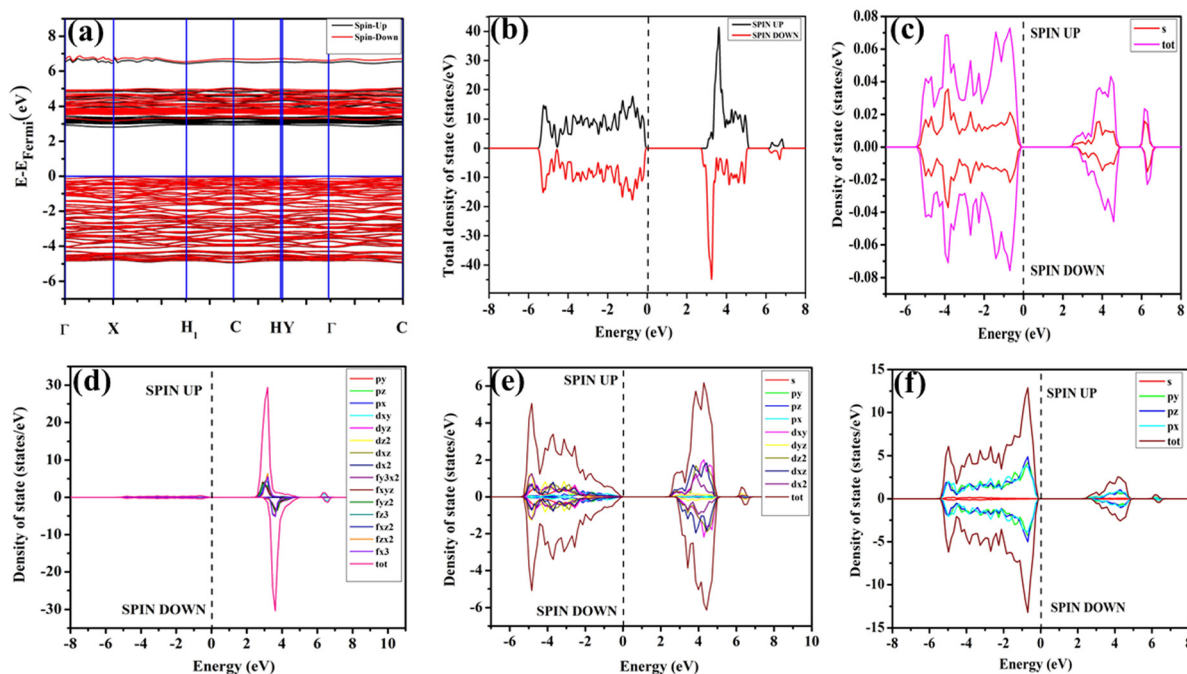 (a)
Spin-Up
Spin-Down
E-E_Fermi(eV)
8
6
4
2
0
-2
-4
-6
Γ X H_1 C HY Γ C
(b)
SPIN UP
SPIN DOWN
Total density of state (states/eV)
40
30
20
10
0
-10
-20
-30
-40
-8 -6 -4 -2 0 2 4 6 8
Energy (eV)
(c)
SPIN UP
s
tot
Density of state (states/eV)
0.08
0.06
0.04
0.02
0.00
-0.02
-0.04
-0.06
-0.08
SPIN DOWN
-6 -4 -2 0 2 4 6 8
Energy (eV)
(d)
SPIN UP
py
pz
px
dxy
dyz
dz2
dxz
dx2
fy3x2
fxyz
fyz2
fz3
fxz2
fzx2
fx3
tot
Density of state (states/eV)
30
20
10
0
-10
-20
-30
SPIN DOWN
-8 -6 -4 -2 0 2 4 6 8 10
Energy (eV)
(e)
SPIN UP
s
py
pz
px
dxy
dyz
dz2
dxz
dx2
tot
Density of state (states/eV)
6
4
2
0
-2
-4
-6
SPIN DOWN
-6 -4 -2 0 2 4 6 8 10
Energy (eV)
(f)
SPIN UP
s
py
pz
px
tot
Density of state (states/eV)
15
10
5
0
-5
-10
-15
SPIN DOWN
-8 -6 -4 -2 0 2 4 6 8
Energy (eV)